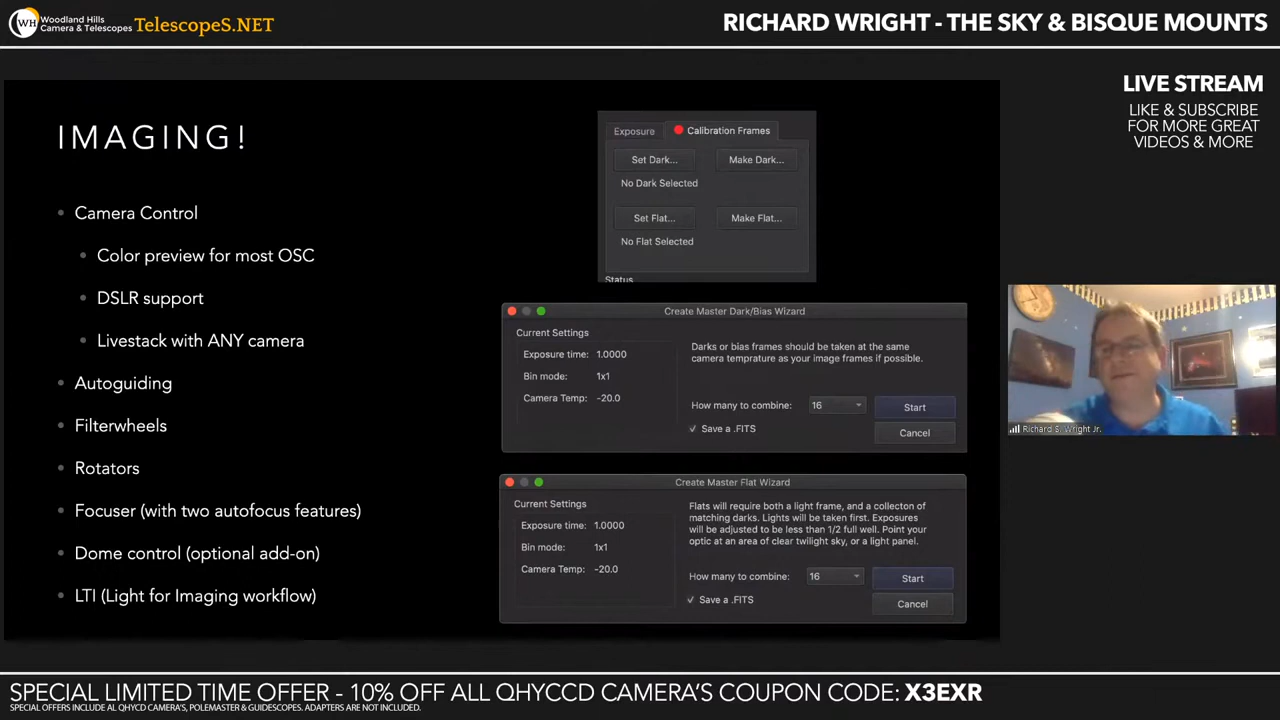 WH
Woodland Hills
Camera & Telescopes
TelescopeS.NET
RICHARD WRIGHT - THE SKY & BISQUE MOUNTS
LIVE STREAM
LIKE & SUBSCRIBE
FOR MORE GREAT
VIDEOS & MORE
IMAGING!
Camera Control
Color preview for most OSC
DSLR support
Livestack with ANY camera
Autoguiding
Filterwheels
Rotators
Focuser (with two autofocus features)
Dome control (optional add-on)
LTI (Light for Imaging workflow)
Exposure
Calibration Frames
Set Dark...
Make Dark...
No Dark Selected
Set Flat...
Make Flat...
No Flat Selected
Status
Create Master Dark/Bias Wizard
Current Settings
Exposure time: 1.0000
Bin mode: 1x1
Camera Temp: -20.0
Darks or bias frames should be taken at the same
camera temprature as your image frames if possible.
How many to combine: 16
Start
Save a .FITS
Cancel
Create Master Flat Wizard
Current Settings
Exposure time: 1.0000
Bin mode: 1x1
Camera Temp: -20.0
Flats will require both a light frame, and a collecton of
matching darks. Lights will be taken first. Exposures
will be adjusted to be less than 1/2 full well. Point your
optic at an area of clear twilight sky, or a light panel.
How many to combine: 16
Start
Save a .FITS
Cancel
Richard S. Wright Jr.
SPECIAL LIMITED TIME OFFER - 10% OFF ALL QHYCCD CAMERA'S COUPON CODE: X3EXR
SPECIAL OFFERS INCLUDE AL QHYCD CAMERA'S, POLEMASTER & GUIDESCOPES. ADAPTERS ARE NOT INCLUDED.